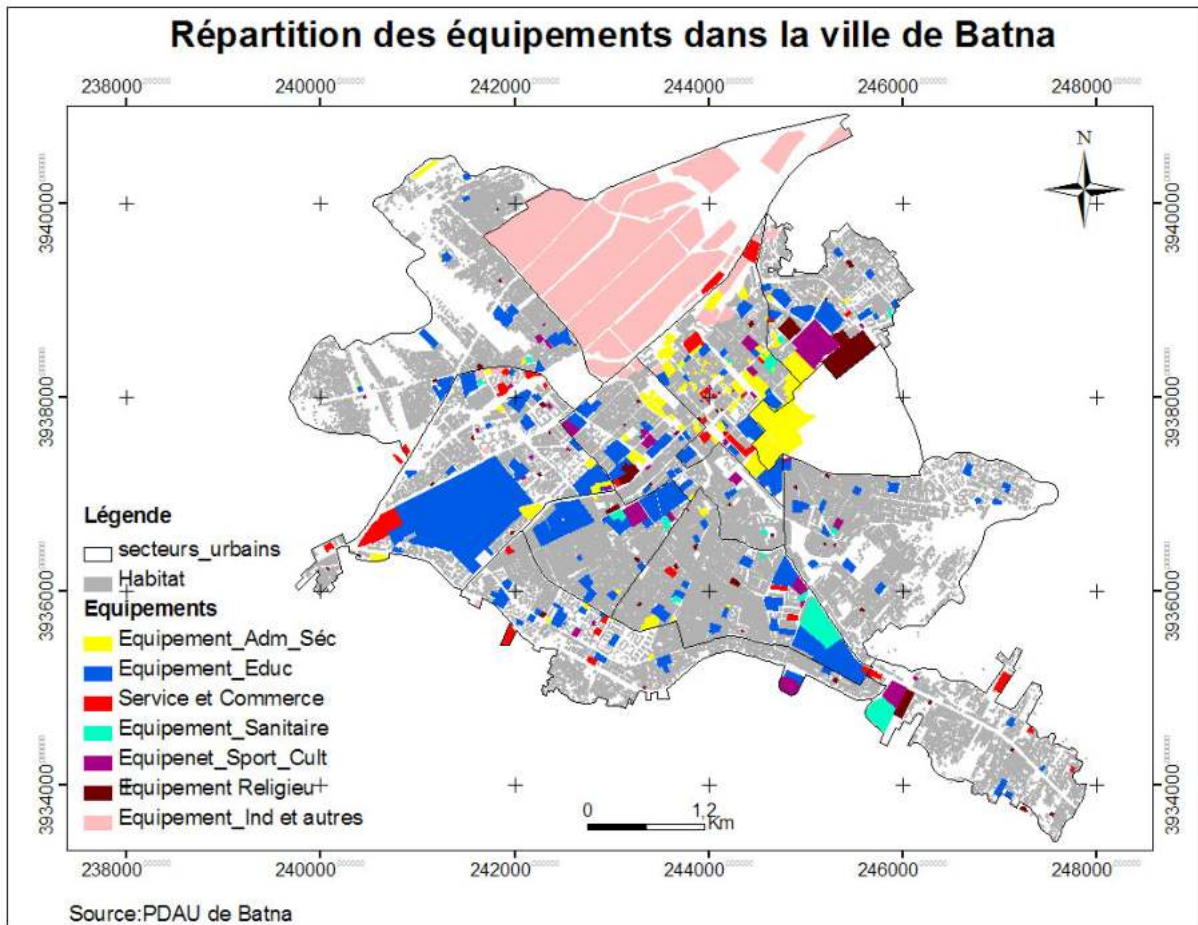 Répartition des équipements dans la ville de Batna
238000 240000 242000 244000 246000 248000
3940000 3940000
N
3938000 3938000
3936000 3936000
3934000 3934000
Légende
secteurs_urbains
Habitat
Equipements
Equipement_Adm_Séc
Equipement_Educ
Service et Commerce
Equipement_Sanitaire
Equipenet_Sport_Cult
Equipement Religieu
Equipement_Ind et autres
0 1,2
Km
238000 240000 242000 244000 246000 248000
Source:PDAU de Batna